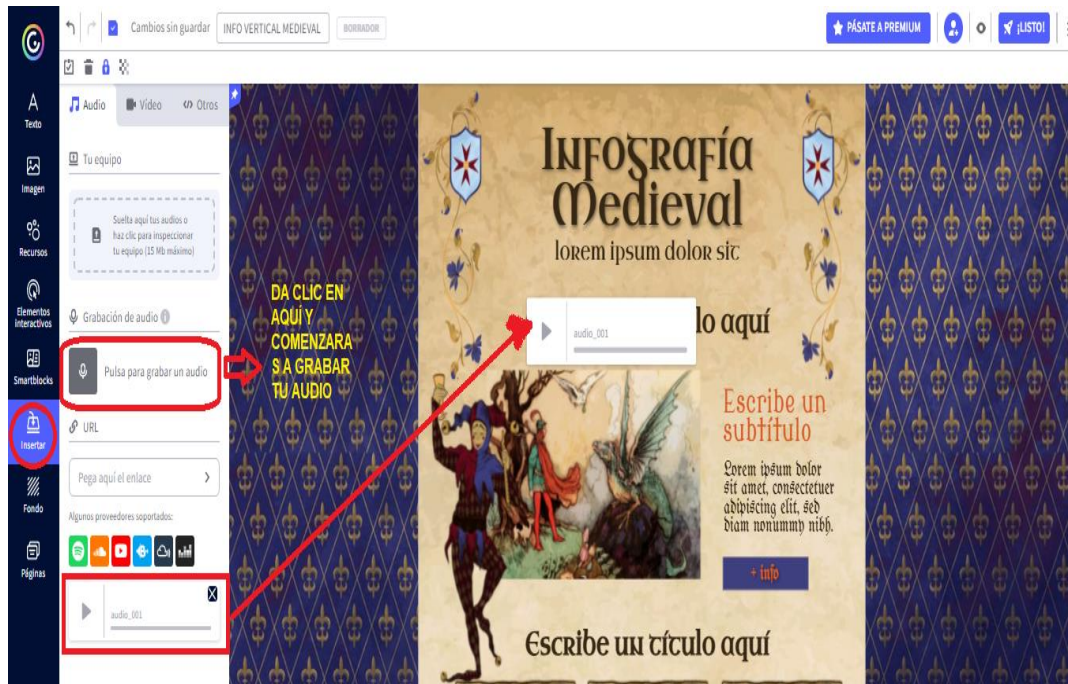 Cambios sin guardar
INFO VERTICAL MEDIEVAL
BORRADOR
PÁSATE A PREMIUM
¡LISTO!
Texto
Imagen
Recursos
Elementos
interactivos
Smartblocks
Insertar
Fondo
Páginas
Audio
Vídeo
</> Otros
Tu equipo
Suelta aquí tus audios o
haz clic para inspeccionar
tu equipo (15 Mb máximo)
Grabación de audio
Pulsa para grabar un audio
URL
Pega aquí el enlace
Algunos proveedores soportados:
audio_001
DA CLIC EN
AQUÍ Y
COMENZARA
S A GRABAR
TU AUDIO
Infografía
Medieval
lorem ipsum dolor sit
audio_001
lo aquí
Escribe un
subtítulo
Lorem ipsum dolor
sit amet, consectetuer
adipiscing elit, sed
diam nonummy nibh.
+ info
Escribe un título aquí